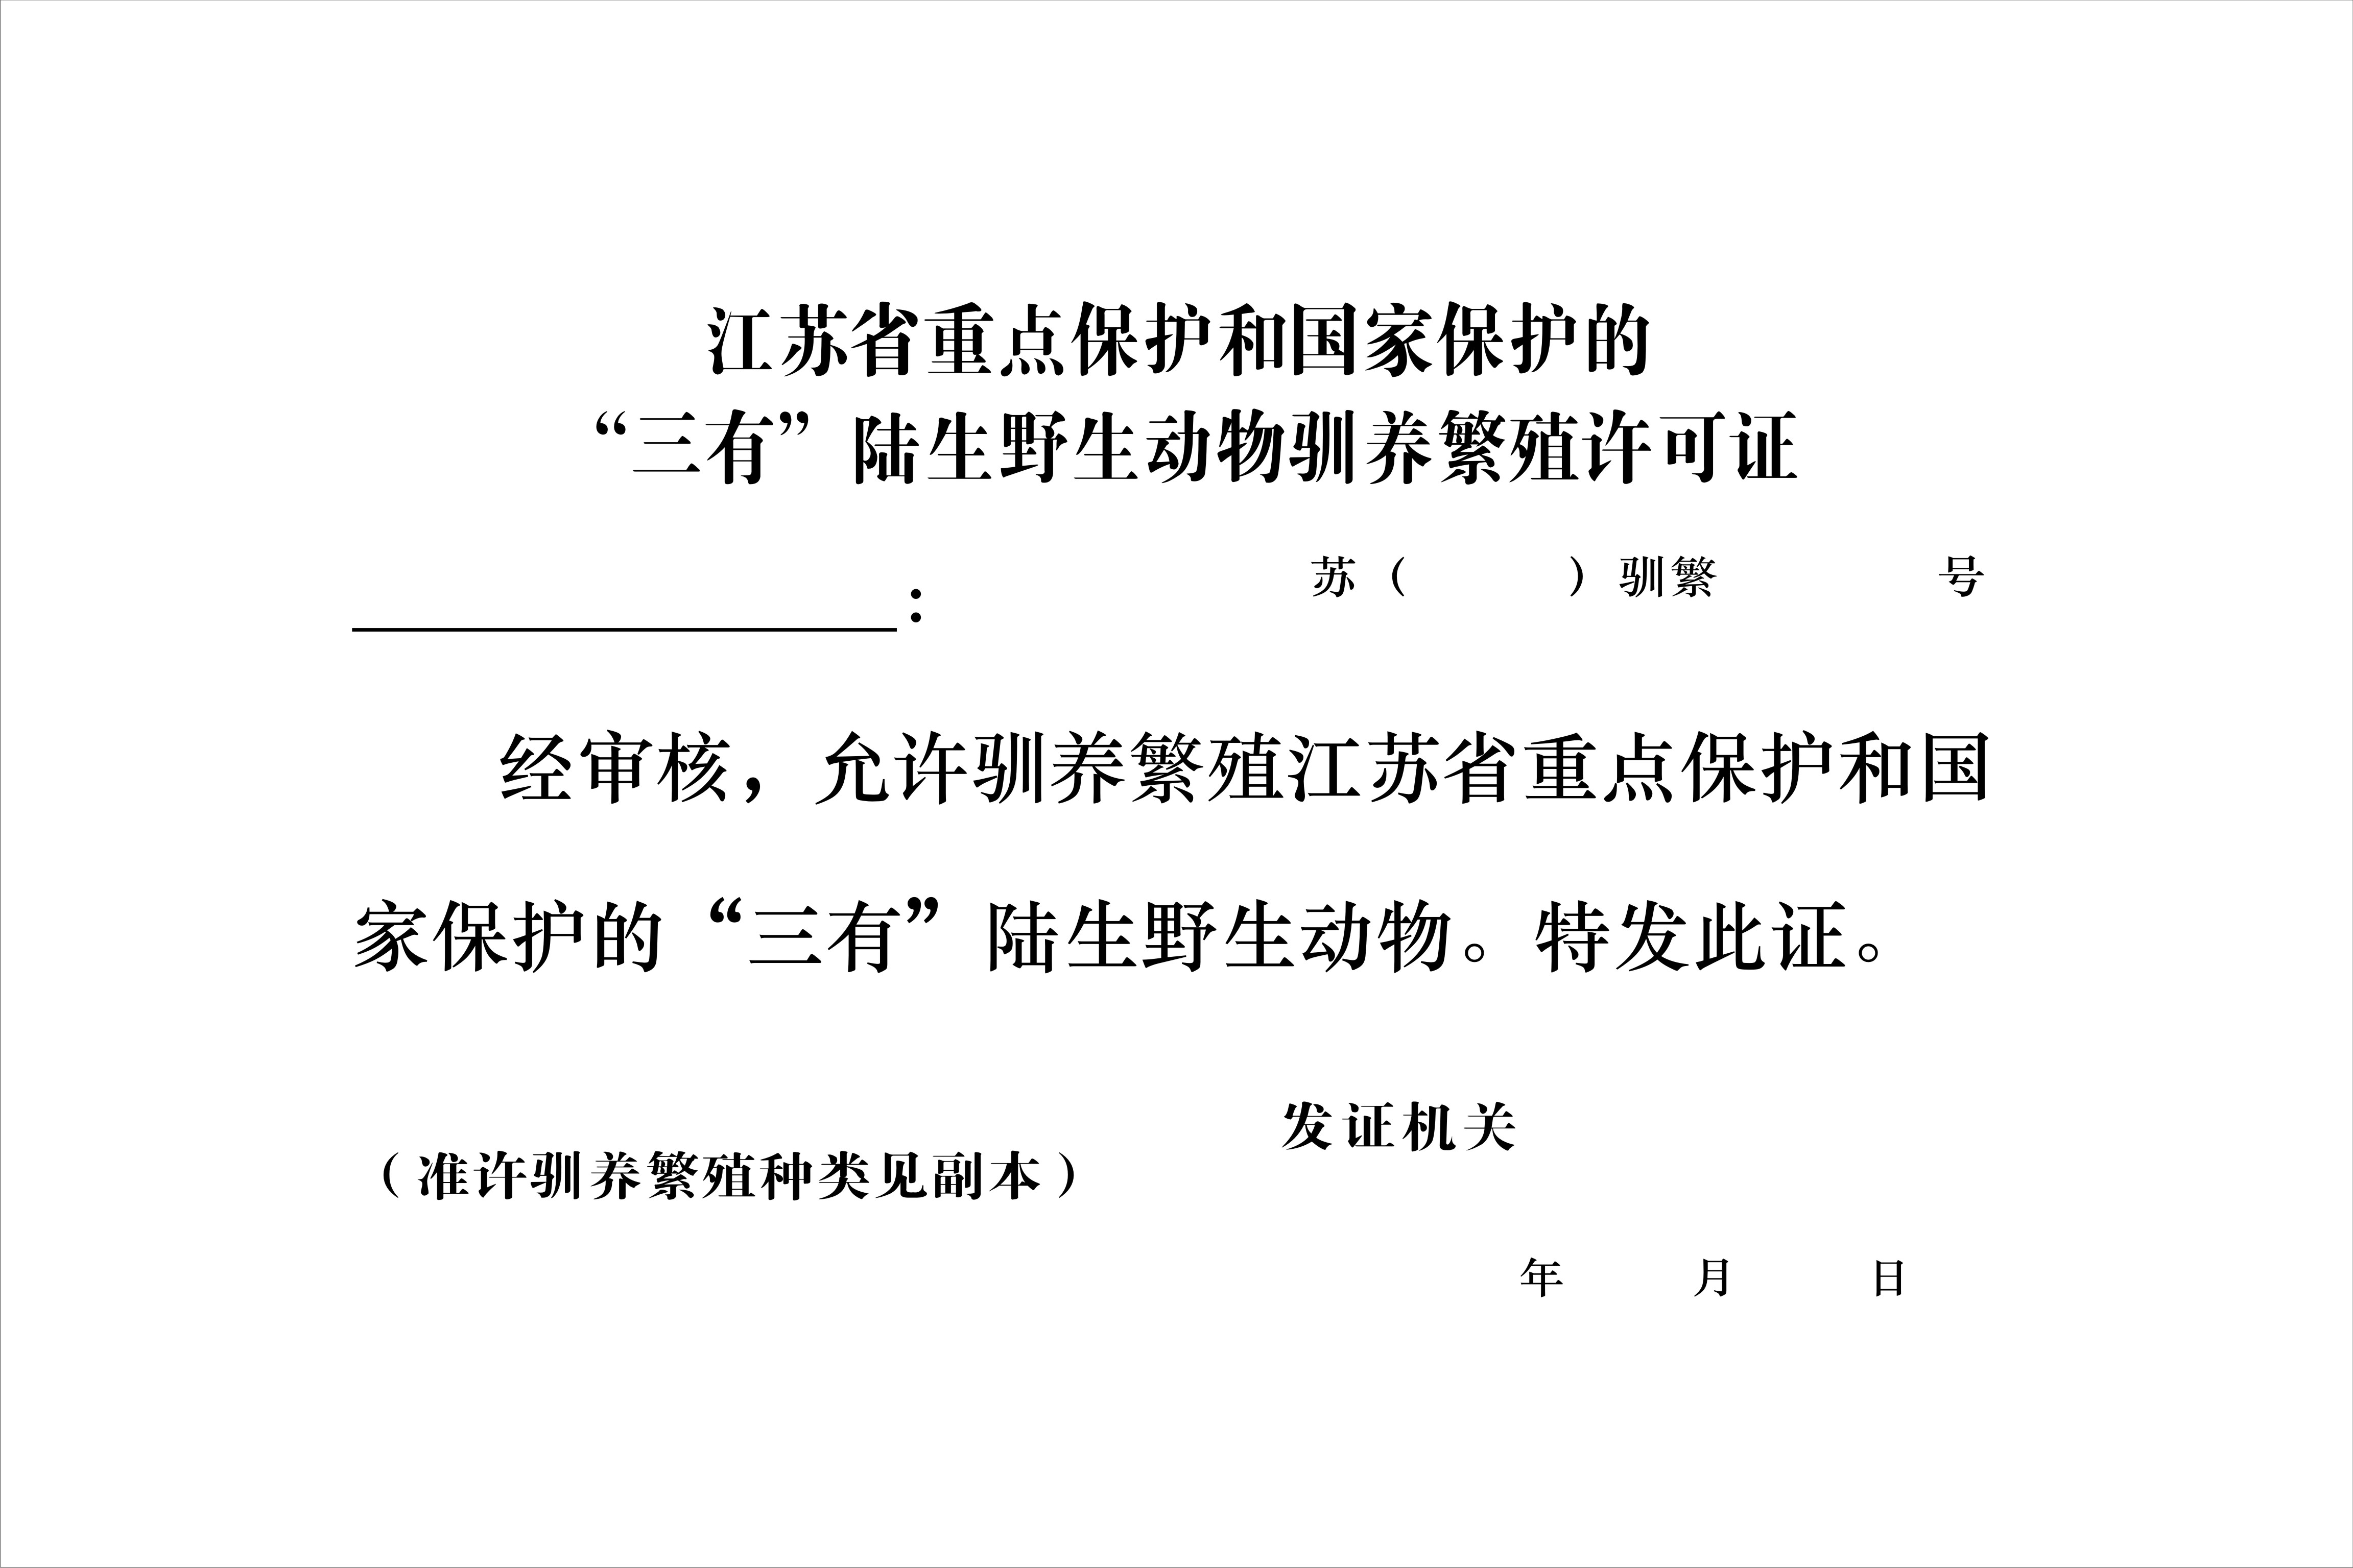 江苏省重点保护和国家保护的
“三有”陆生野生动物驯养繁殖许可证
苏（　　　）驯繁　　　　号
＿＿＿＿＿＿＿＿＿＿：
经审核，允许驯养繁殖江苏省重点保护和国
家保护的“三有”陆生野生动物。特发此证。
发证机关
（准许驯养繁殖种类见副本）
年　　月　　日